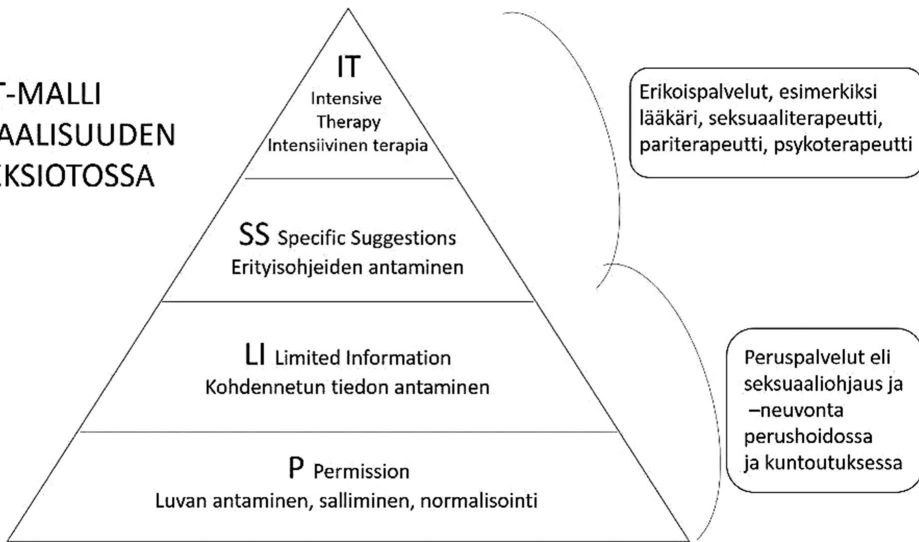 T-MALLI
AALISUUDEN
EKSIOTOSSA
IT
Intensive
Therapy
Intensiivinen terapia
SS Specific Suggestions
Erityisohjeiden antaminen
LI Limited Information
Kohdennetun tiedon antaminen
P Permission
Luvan antaminen, salliminen, normalisointi
Erikoispalvelut, esimerkiksi
lääkäri, seksuaaliterapeutti,
pariterapeutti, psykoterapeutti
Peruspalvelut eli
seksuaaliohjaus ja
–neuvonta
perushoidossa
ja kuntoutuksessa